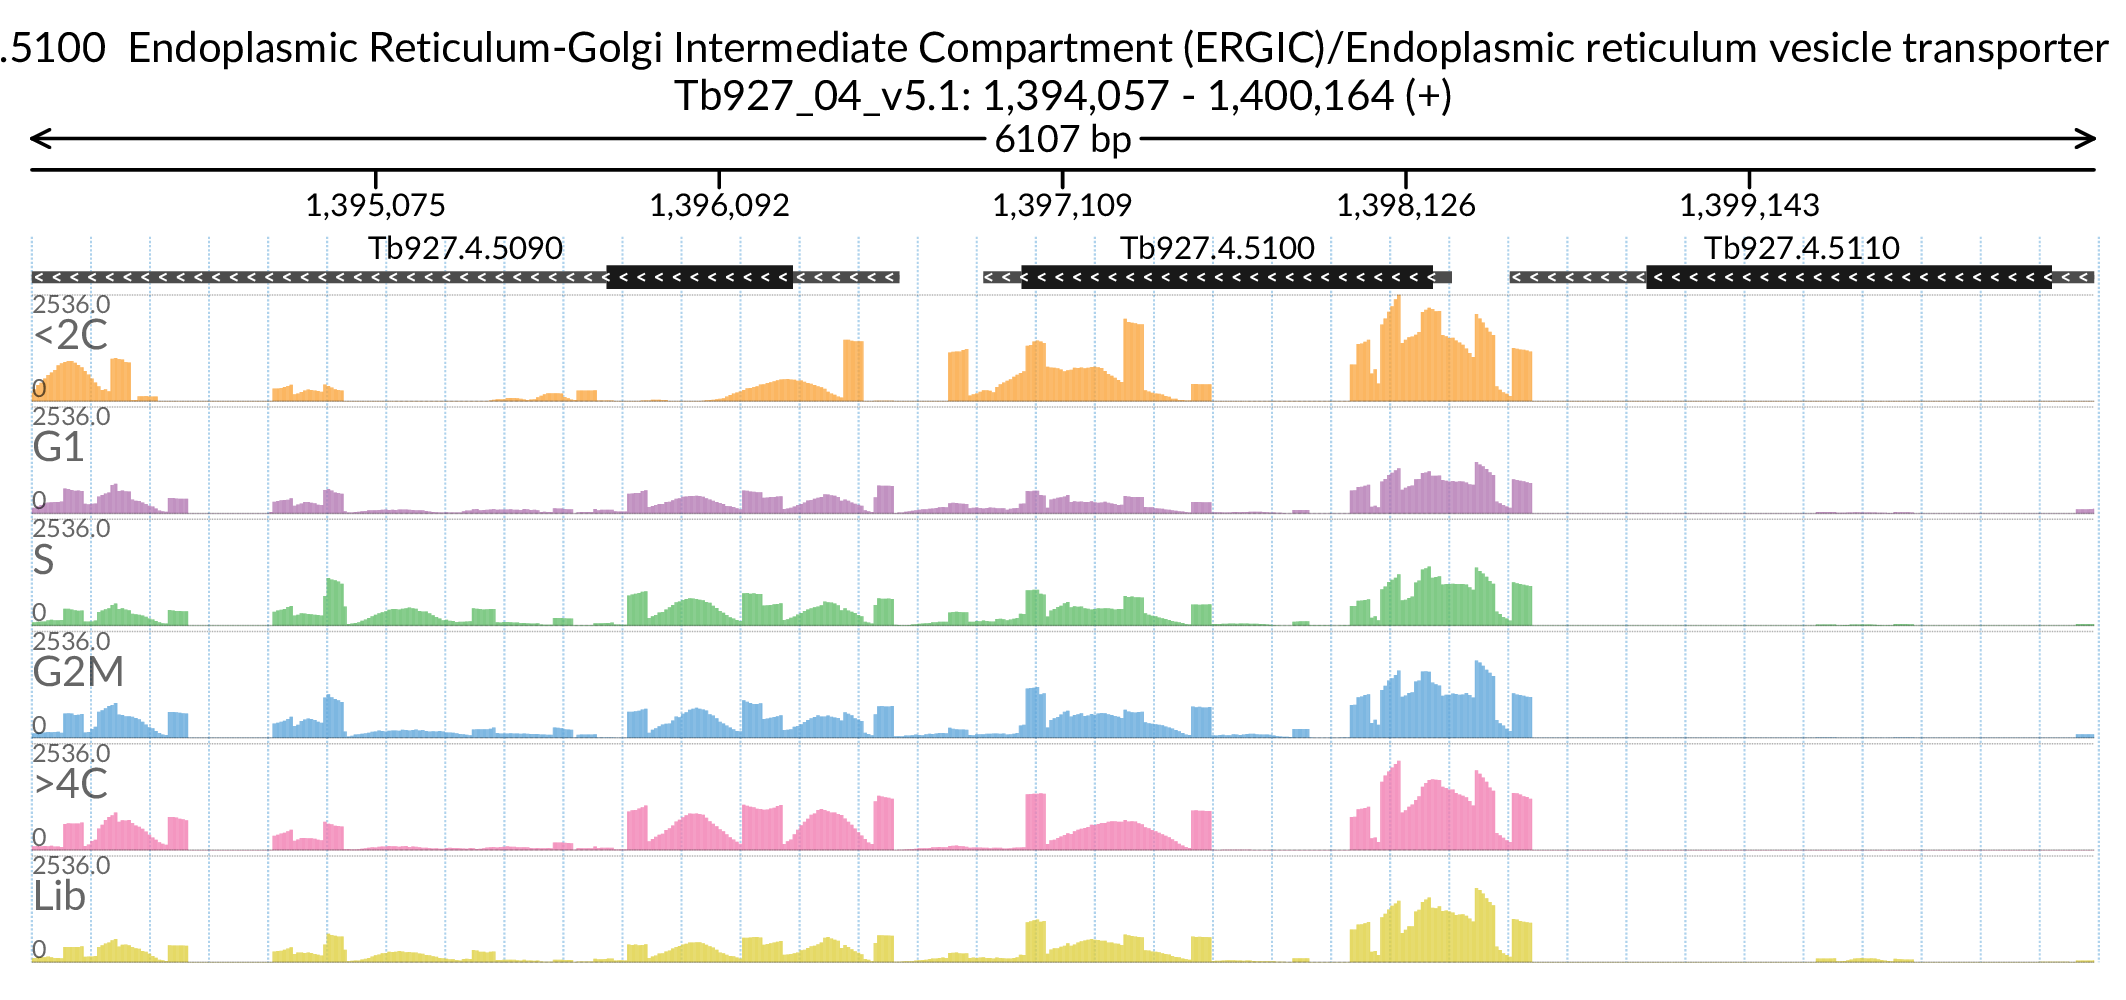 .5100 Endoplasmic Reticulum-Golgi Intermediate Compartment (ERGIC)/Endoplasmic reticulum vesicle transporter
Tb927_04_v5.1: 1,394,057 - 1,400,164 (+)
6107 bp
1,395,075 1,396,092 1,397,109 1,398,126 1,399,143
Tb927.4.5090 Tb927.4.5100 Tb927.4.5110
2536.0
<2C
0
2536.0
G1
0
2536.0
S
0
2536.0
G2M
0
2536.0
>4C
0
2536.0
Lib
0